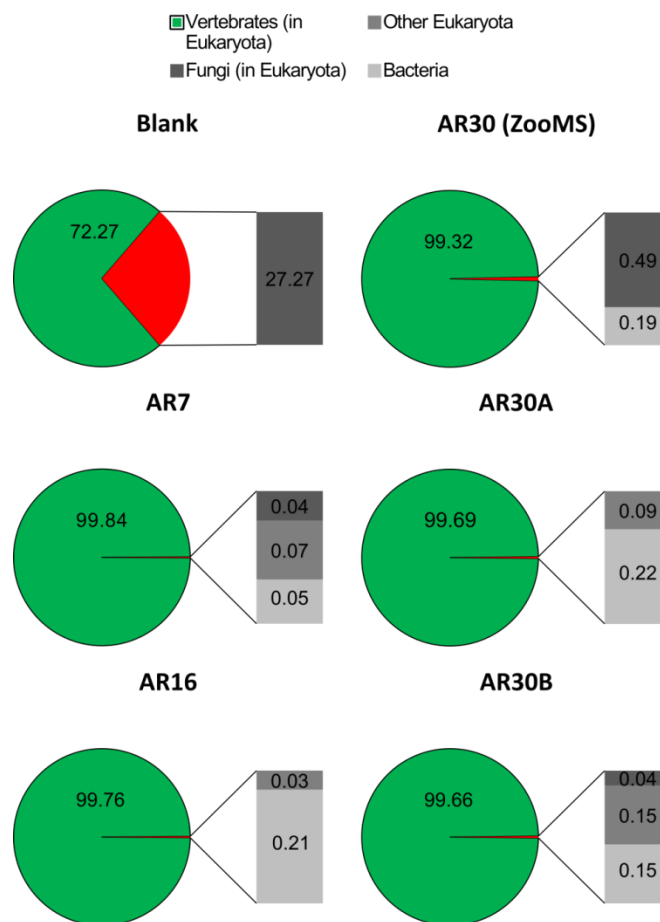 Vertebrates (in Eukaryota)
Other Eukaryota
Fungi (in Eukaryota)
Bacteria
Blank
AR30 (ZooMS)
72.27
27.27
99.32
0.49
0.19
AR7
AR30A
99.84
0.04
0.07
0.05
99.69
0.09
0.22
AR16
AR30B
99.76
0.03
0.21
99.66
0.04
0.15
0.15